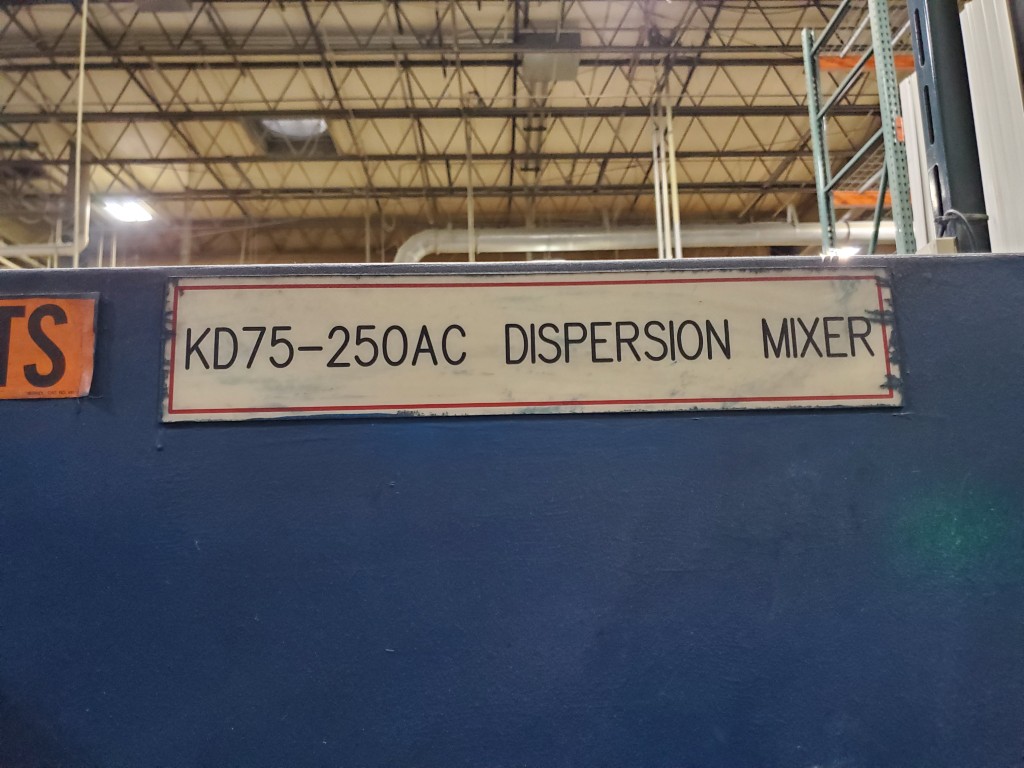 TS
KD75-250AC DISPERSION MIXER